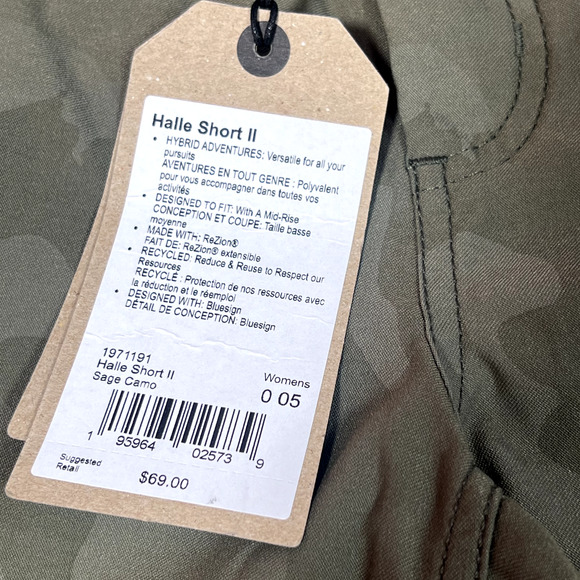 Halle Short II
• HYBRID ADVENTURES: Versatile for all your
pursuits
AVENTURES EN TOUT GENRE : Polyvalent
pour vous accompagner dans toutes vos
activités
• DESIGNED TO FIT: With A Mid-Rise
CONCEPTION ET COUPE: Taille basse
moyenne
• MADE WITH: ReZion®
FAIT DE: ReZion® extensible
• RECYCLED: Reduce & Reuse to Respect our
Resources
RECYCLÉ : Protection de nos ressources avec
la réduction et le réemploi
• DESIGNED WITH: Bluesign
DÉTAIL DE CONCEPTION: Bluesign
1971191
Halle Short II
Sage Camo
Womens
0 05
1 95964 02573 9
Suggested
Retail
$69.00